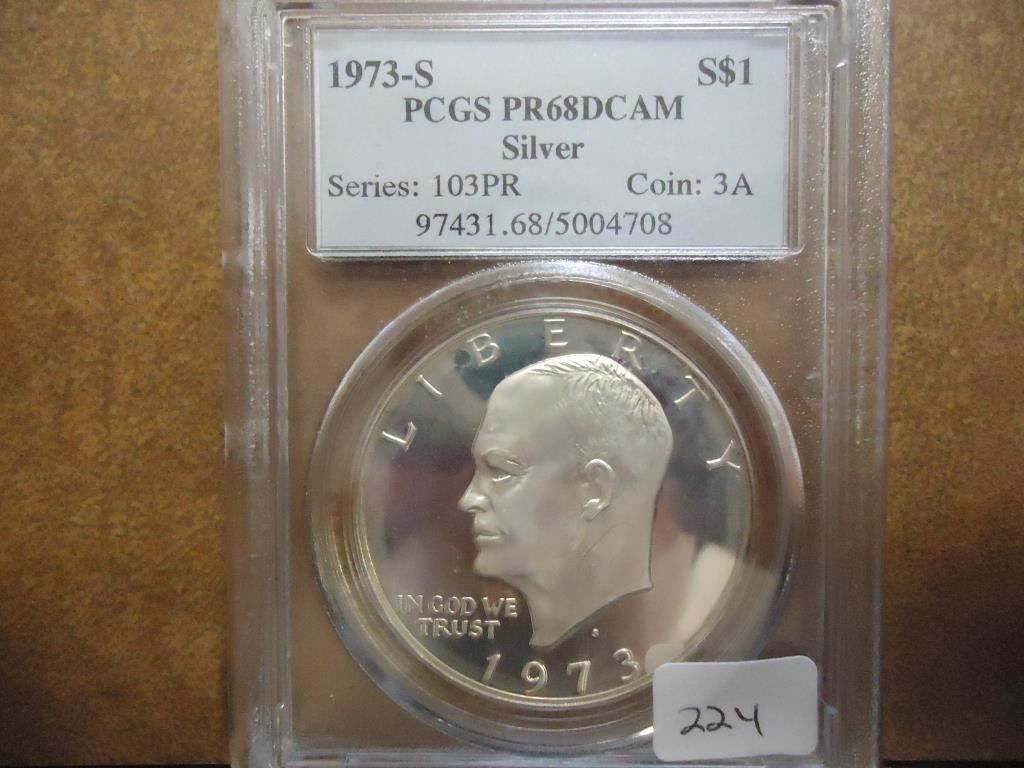 1973-S S$1
PCGS PR68DCAM
Silver
Series: 103PR Coin: 3A
97431.68/5004708
LIBERTY
IN GOD WE
TRUST
S
1973
224